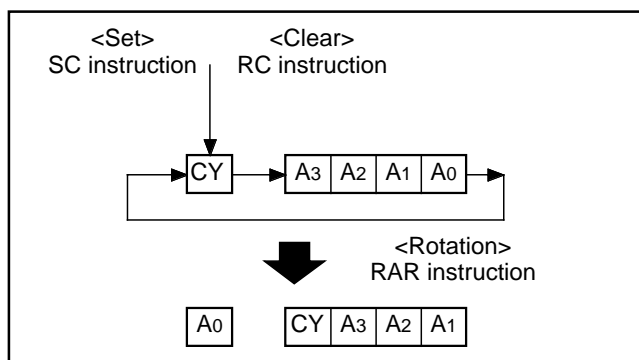 <Set> <Clear>
SC instruction RC instruction
CY A3 A2 A1 A0
<Rotation>
RAR instruction
A0 CY A3 A2 A1